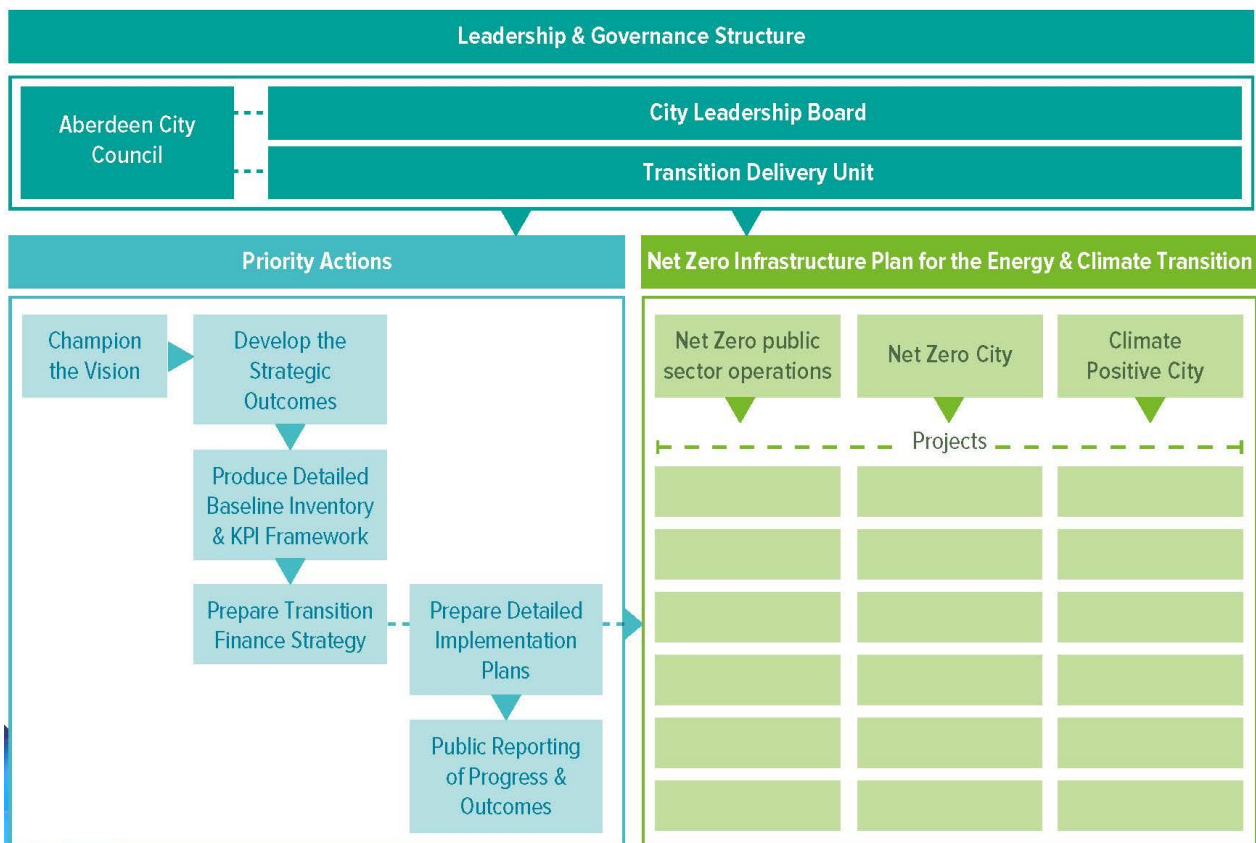 Leadership & Governance Structure
Aberdeen City
Council
City Leadership Board
Transition Delivery Unit
Priority Actions
Champion
the Vision
Develop the
Strategic
Outcomes
Produce Detailed
Baseline Inventory
& KPI Framework
Prepare Transition
Finance Strategy
Prepare Detailed
Implementation
Plans
Public Reporting
of Progress &
Outcomes
Net Zero Infrastructure Plan for the Energy & Climate Transition
Net Zero public
sector operations
Net Zero City
Climate
Positive City
Projects